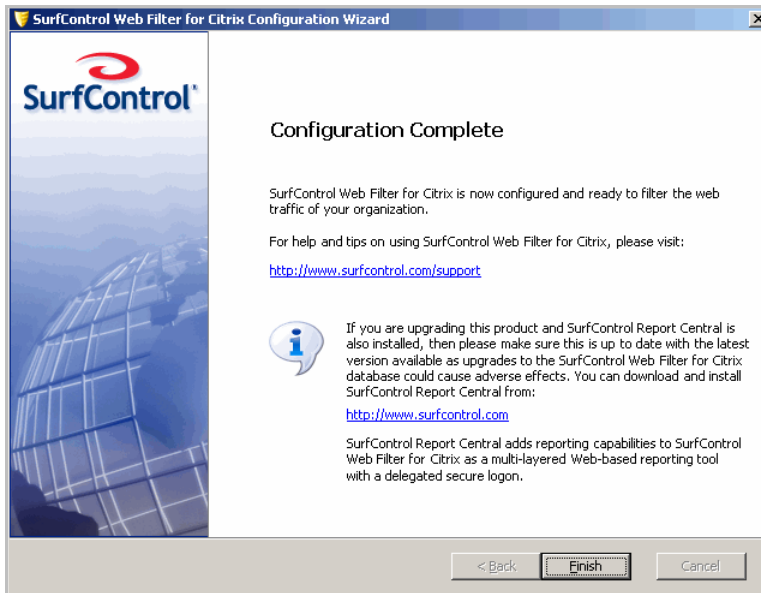 SurfControl Web Filter for Citrix Configuration Wizard
SurfControl
Configuration Complete
SurfControl Web Filter for Citrix is now configured and ready to filter the web
traffic of your organization.
For help and tips on using SurfControl Web Filter for Citrix, please visit:
http://www.surfcontrol.com/support
If you are upgrading this product and SurfControl Report Central is
also installed, then please make sure this is up to date with the latest
version available as upgrades to the SurfControl Web Filter for Citrix
database could cause adverse effects. You can download and install
SurfControl Report Central from:
http://www.surfcontrol.com
SurfControl Report Central adds reporting capabilities to SurfControl
Web Filter for Citrix as a multi-layered Web-based reporting tool
with a delegated secure logon.
< Back
Finish
Cancel